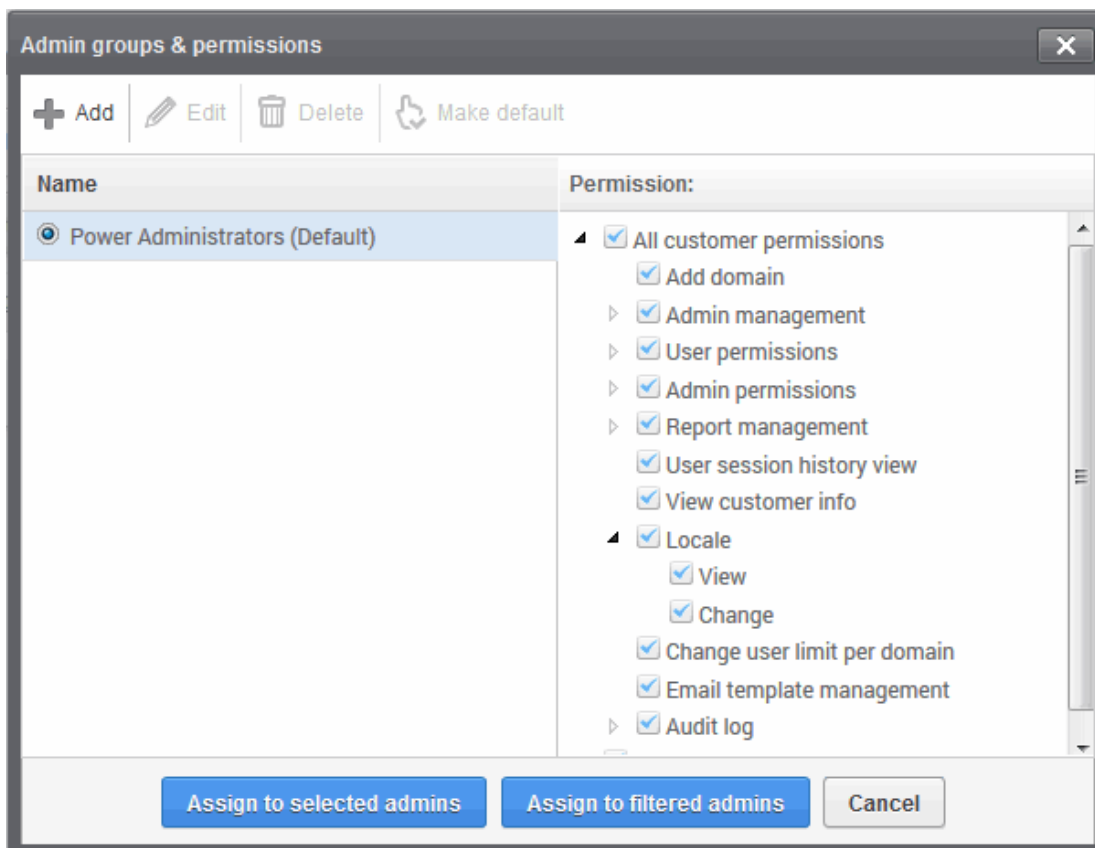 Admin groups & permissions
Add Edit Delete Make default
Name
Permission:
Power Administrators (Default)
All customer permissions
Add domain
Admin management
User permissions
Admin permissions
Report management
User session history view
View customer info
Locale
View
Change
Change user limit per domain
Email template management
Audit log
Assign to selected admins Assign to filtered admins Cancel